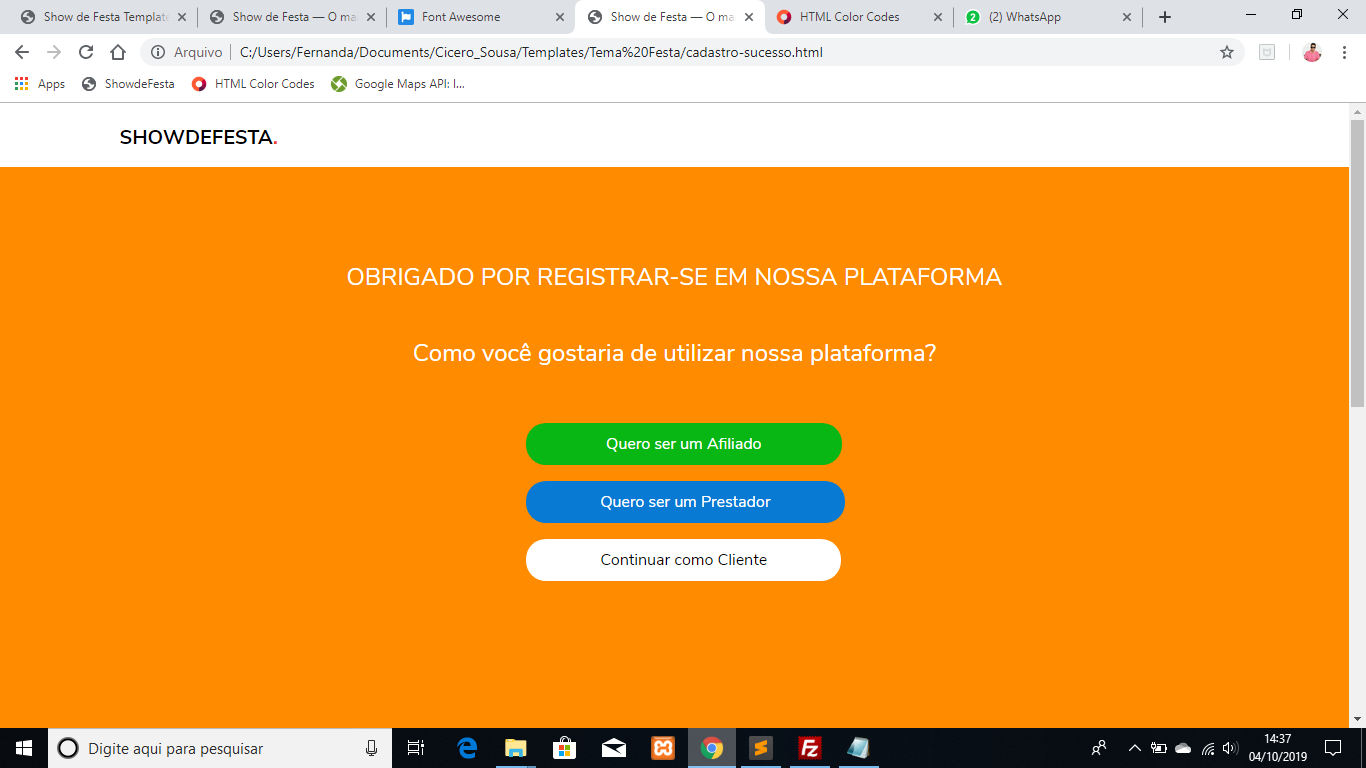 Show de Festa Template
Show de Festa — O ma
Font Awesome
Show de Festa — O ma
HTML Color Codes
(2) WhatsApp
Arquivo
C:/Users/Fernanda/Documents/Cicero_Sousa/Templates/Tema%20Festa/cadastro-sucesso.html
Apps
ShowdeFesta
HTML Color Codes
Google Maps API: I...
SHOWDEFESTA.
OBRIGADO POR REGISTRAR-SE EM NOSSA PLATAFORMA
Como você gostaria de utilizar nossa plataforma?
Quero ser um Afiliado
Quero ser um Prestador
Continuar como Cliente
Digite aqui para pesquisar
14:37
04/10/2019